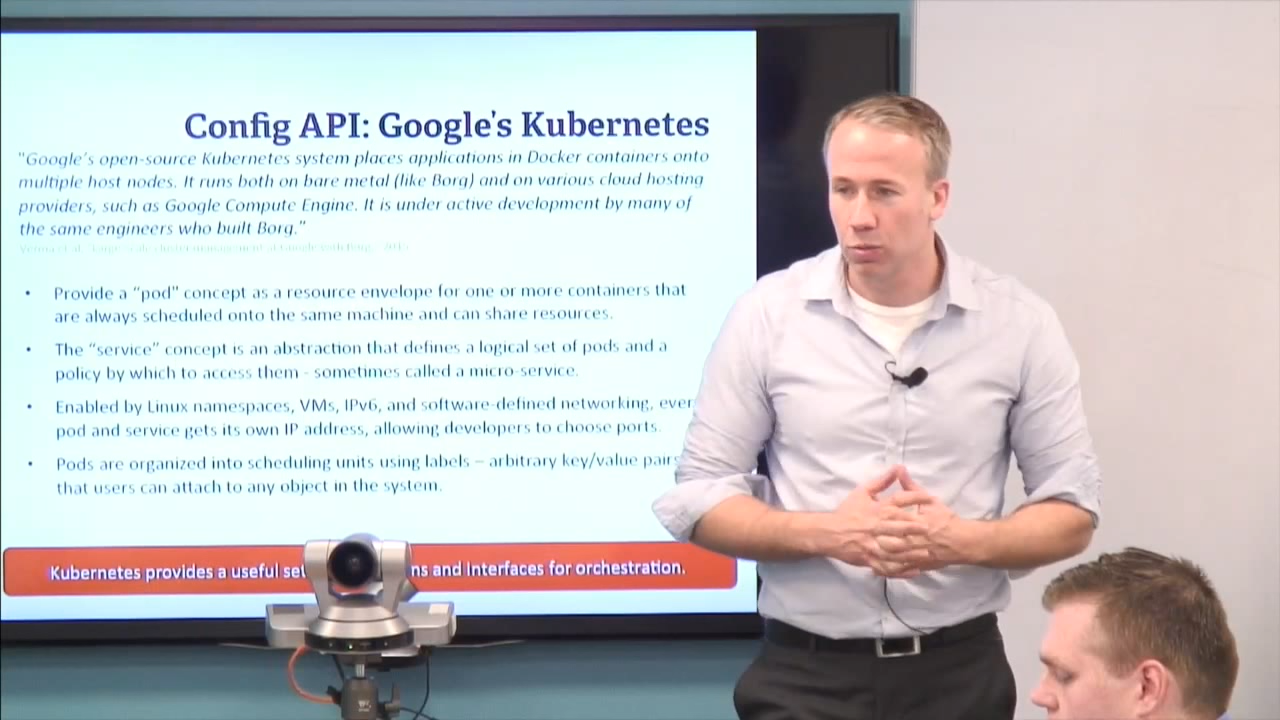 Config API: Google's Kubernetes
"Google's open-source Kubernetes system places applications in Docker containers onto
multiple host nodes. It runs both on bare metal (like Borg) and on various cloud hosting
providers, such as Google Compute Engine. It is under active development by many of
the same engineers who built Borg."
• Provide a "pod" concept as a resource envelope for one or more containers that
are always scheduled onto the same machine and can share resources.
• The "service" concept is an abstraction that defines a logical set of pods and a
policy by which to access them - sometimes called a micro-service.
• Enabled by Linux namespaces, VMs, IPv6, and software-defined networking, ever
pod and service gets its own IP address, allowing developers to choose ports.
• Pods are organized into scheduling units using labels – arbitrary key/value pairs
that users can attach to any object in the system.
Kubernetes provides a useful set ns and Interfaces for orchestration.